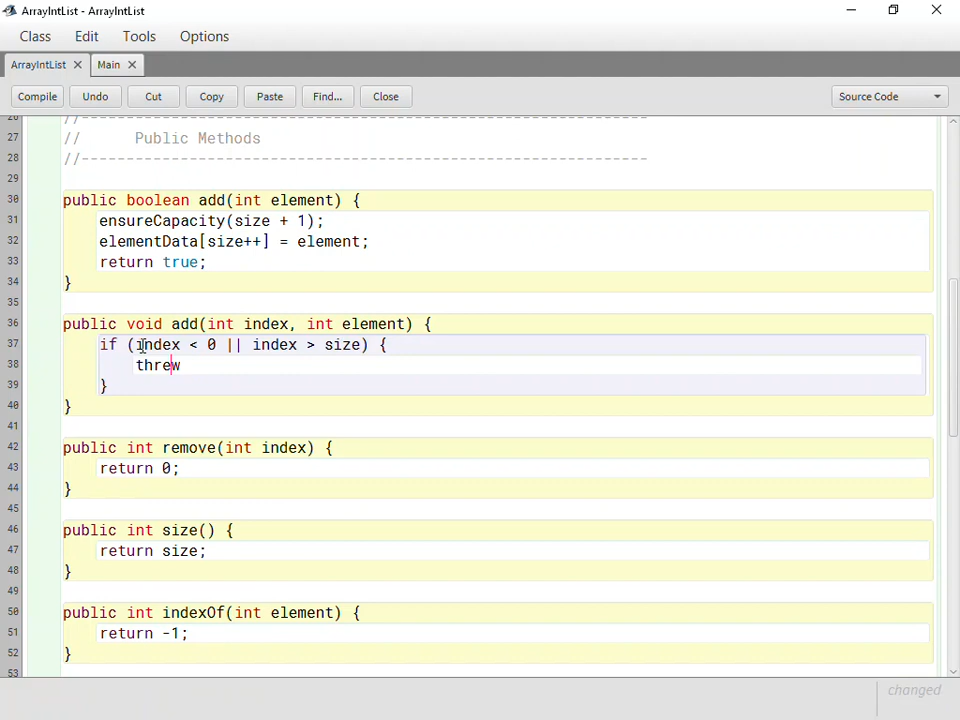 ArrayIntList - ArrayIntList
Class Edit Tools Options
ArrayIntList Main
Compile Undo Cut Copy Paste Find... Close Source Code
26 //---------------------------------------------------------------
27 // Public Methods
28 //---------------------------------------------------------------
29
30 public boolean add(int element) {
31 ensureCapacity(size + 1);
32 elementData[size++] = element;
33 return true;
34 }
35
36 public void add(int index, int element) {
37 if (index < 0 || index > size) {
38 threw
39 }
40 }
41
42 public int remove(int index) {
43 return 0;
44 }
45
46 public int size() {
47 return size;
48 }
49
50 public int indexOf(int element) {
51 return -1;
52 }
53
changed